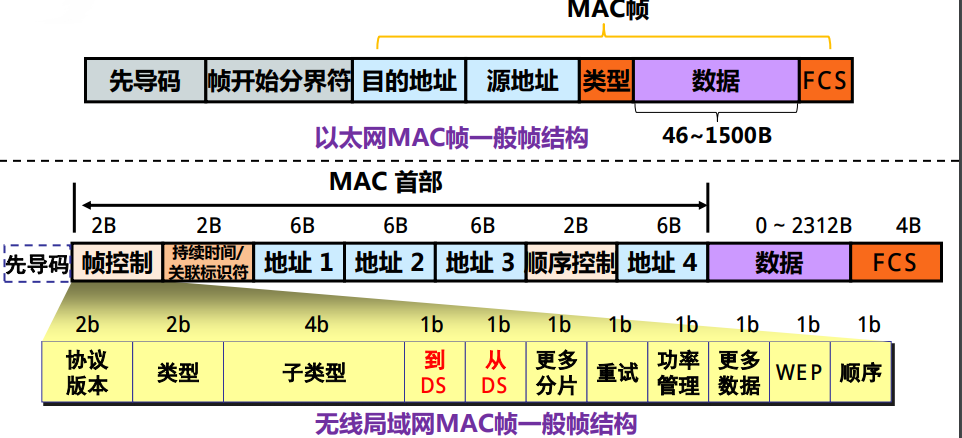 MAC帧
先导码 帧开始分界符 目的地址 源地址 类型 数据 FCS
以太网MAC帧一般帧结构 46~1500B
MAC 首部
2B 2B 6B 6B 6B 2B 6B 0 ~ 2312B 4B
先导码 帧控制 持续时间/ 地址 1 地址 2 地址 3 顺序控制 地址 4 数据 FCS
关联标识符
2b 2b 4b 1b 1b 1b 1b 1b 1b 1b 1b
协议 类型 子类型 到 从 更多 重试 功率 更多 WEP 顺序
版本 DS DS 分片 管理 数据
无线局域网MAC帧一般帧结构